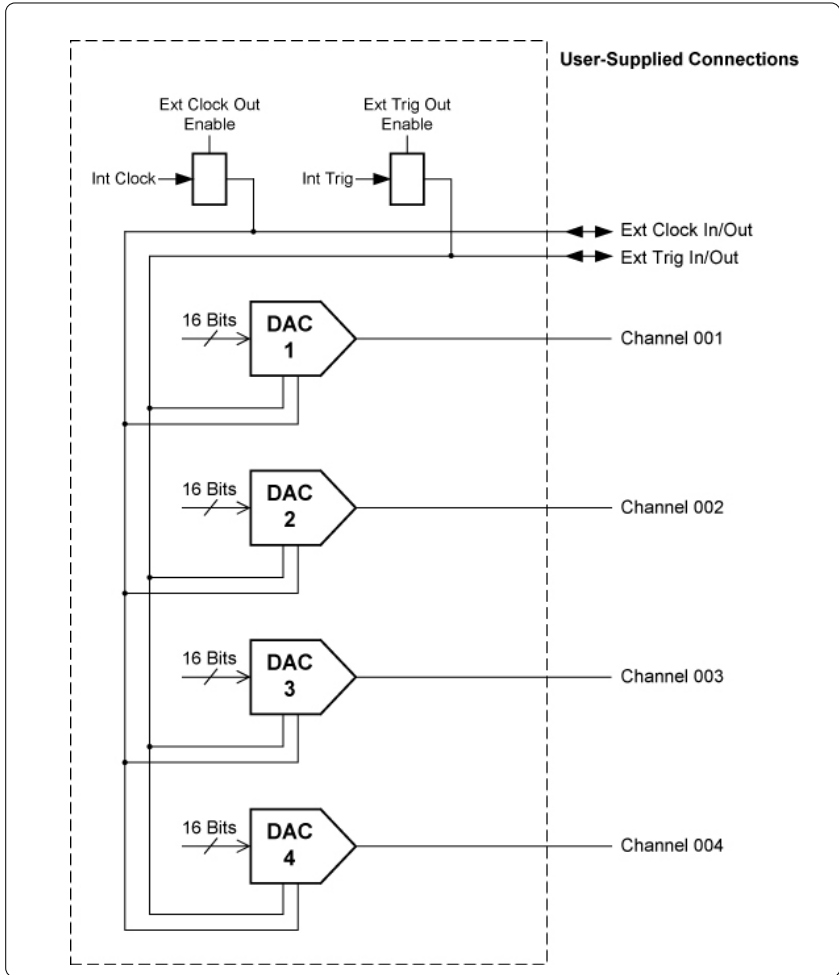 User-Supplied Connections
Ext Clock Out
Enable
Ext Trig Out
Enable
Int Clock
Int Trig
Ext Clock In/Out
Ext Trig In/Out
16 Bits
DAC
1
Channel 001
16 Bits
DAC
2
Channel 002
16 Bits
DAC
3
Channel 003
16 Bits
DAC
4
Channel 004